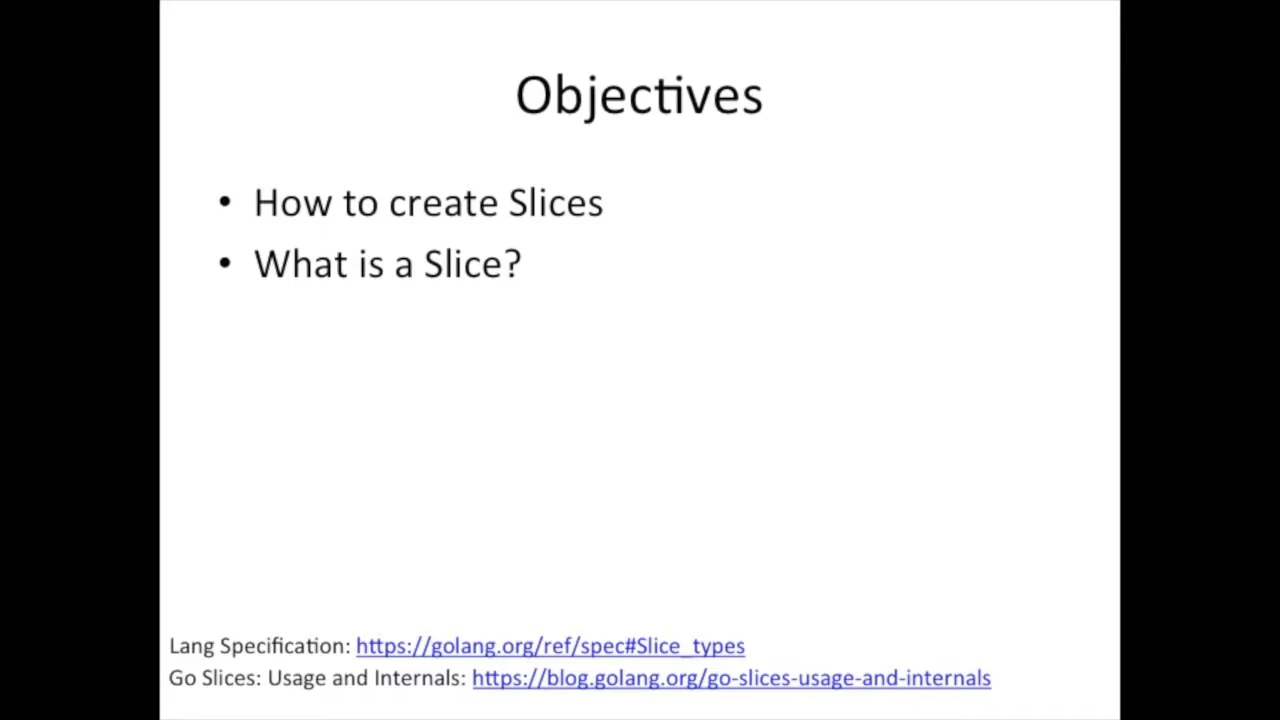 Objectives
• How to create Slices
• What is a Slice?
Lang Specification: https://golang.org/ref/spec#Slice_types
Go Slices: Usage and Internals: https://blog.golang.org/go-slices-usage-and-internals